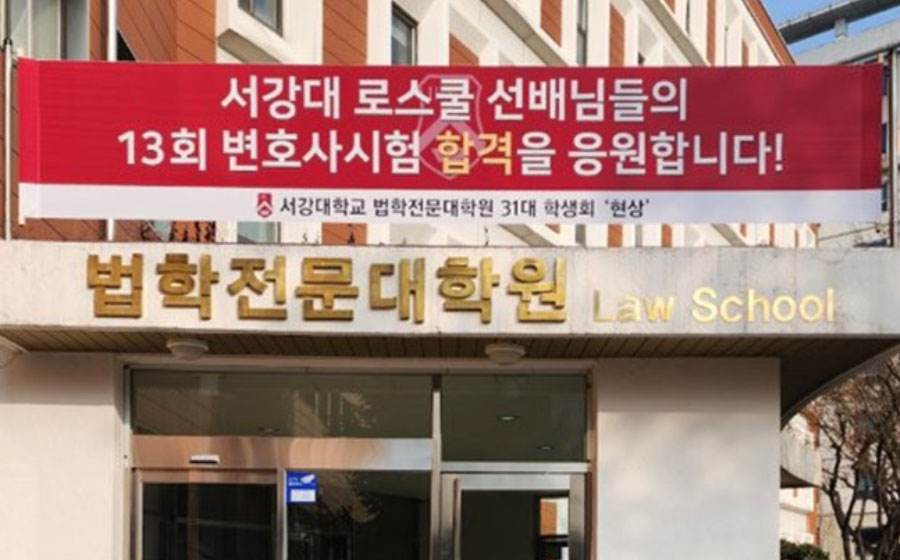 서강대 로스쿨 선배님들의
13회 변호사시험 합격을 응원합니다!
서강대학교 법학전문대학원 31대 학생회 '현상'
법학전문대학원 Law School